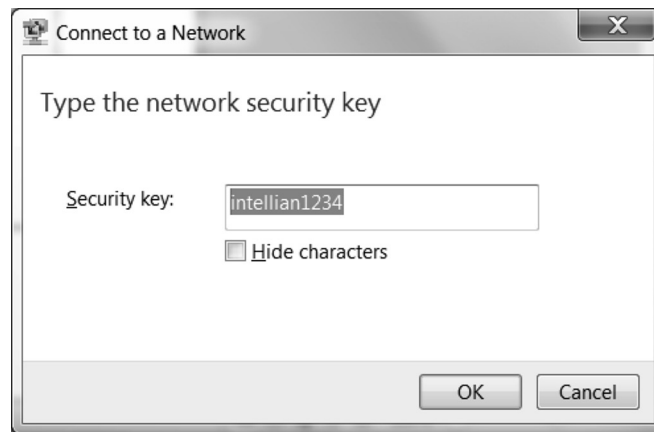 Connect to a Network
Type the network security key
Security key:
intellian1234
Hide characters
OK
Cancel